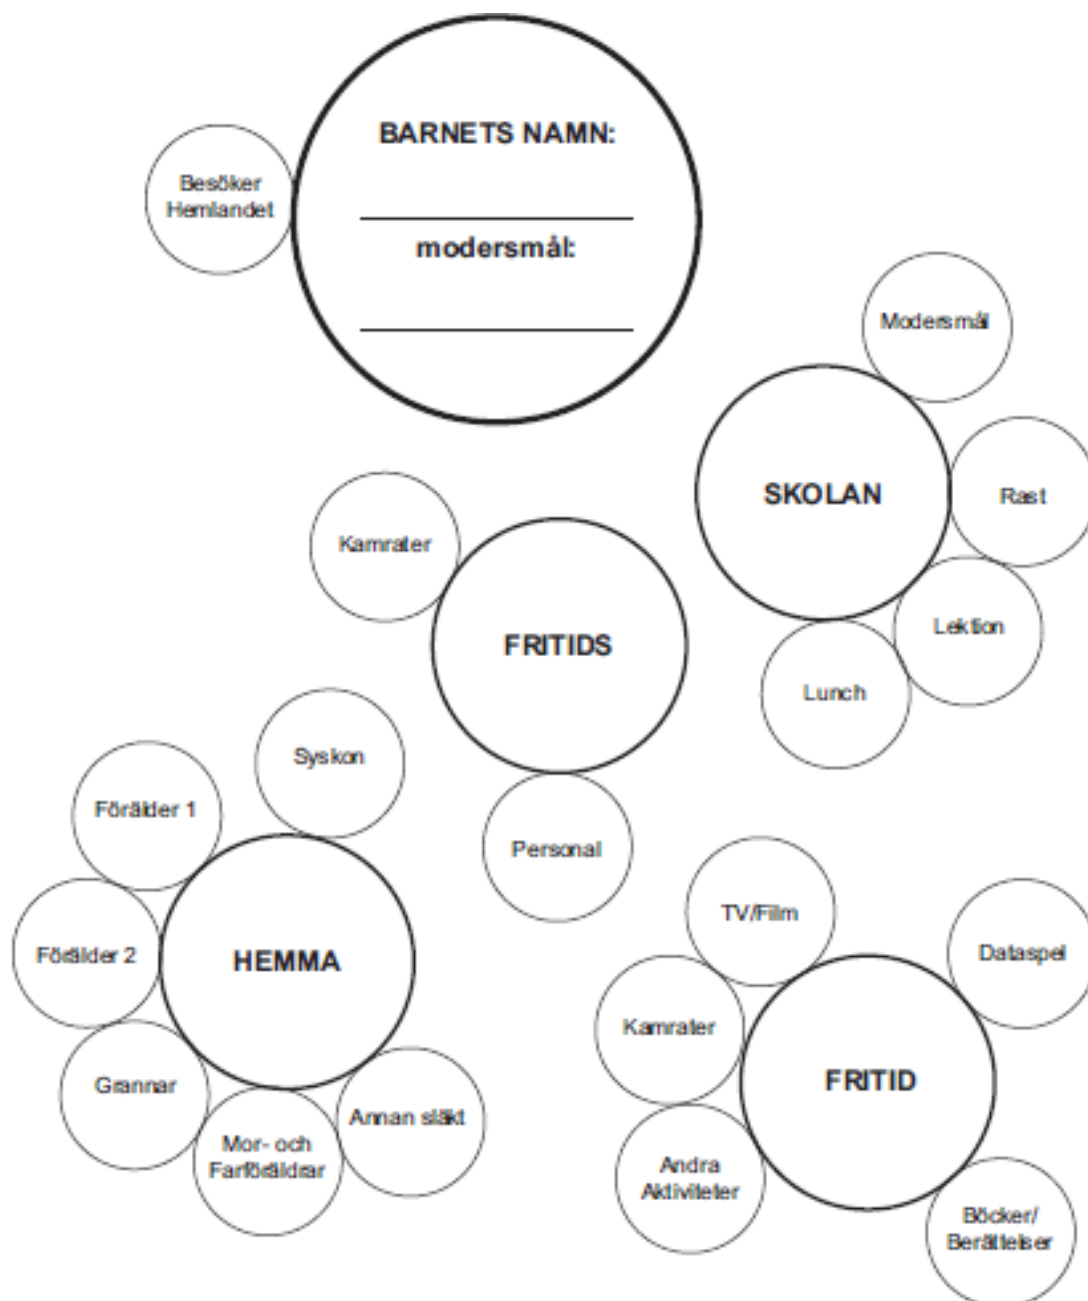 BARNETS NAMN:
modersmål:
Besöker
Hemlandet
Modersmål
SKOLAN
Rast
Lektion
Lunch
Kamrater
FRITIDS
Personal
Syskon
Förälder 1
Förälder 2
HEMMA
Grannar
Mor- och
Farföräldrar
Annan släkt
TV/Film
Dataspel
Kamrater
FRITID
Andra
Aktiviteter
Böcker/
Berättelser